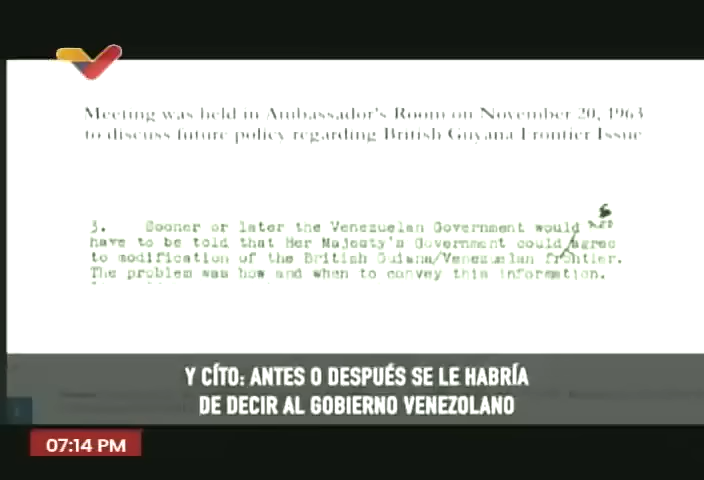 Meeting was held in Ambassador's Room on November 20, 1963
to discuss future policy regarding British Guyana Frontier Issue
3. Sooner or later the Venezuelan Government would
not
have to be told that Her Majesty's Government could agree
to modification of the British Guiana/Venezuelan frontier.
The problem was how and when to convey this information.
Y CÍTO: ANTES O DESPUÉS SE LE HABRÍA
DE DECIR AL GOBIERNO VENEZOLANO
07:14 PM